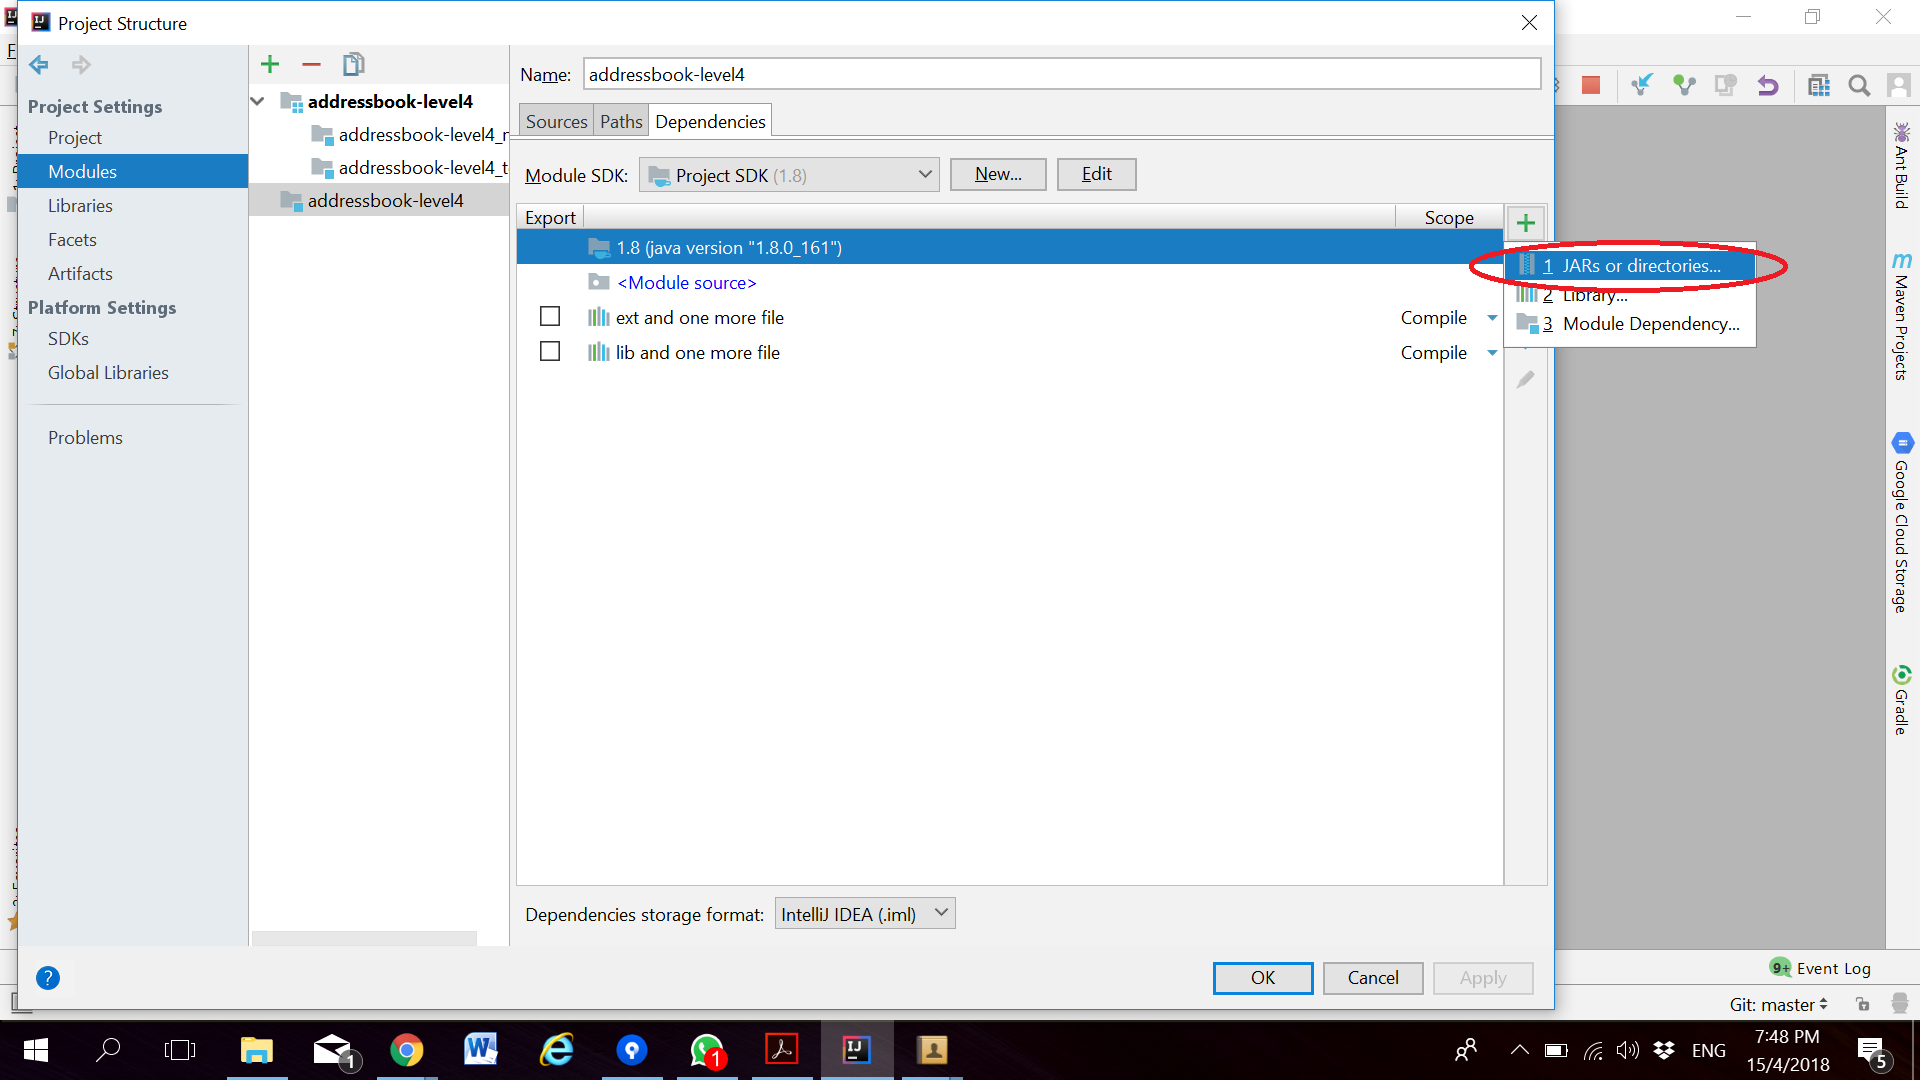 Project Structure
Project Settings
Project
Modules
Libraries
Facets
Artifacts
Platform Settings
SDKs
Global Libraries
Problems
addressbook-level4
addressbook-level4_
addressbook-level4_t
addressbook-level4
Name: addressbook-level4
Sources Paths Dependencies
Module SDK: Project SDK (1.8) New... Edit
Export Scope
1.8 (java version "1.8.0_161")
<Module source>
ext and one more file Compile
lib and one more file Compile
1 JARs or directories...
2 Library...
3 Module Dependency...
Dependencies storage format: IntelliJ IDEA (.iml)
? OK Cancel Apply
Ant Build
m Maven Projects
Google Cloud Storage
Gradle
9+ Event Log
Git: master
1
1
IJ
ENG
7:48 PM
15/4/2018
5